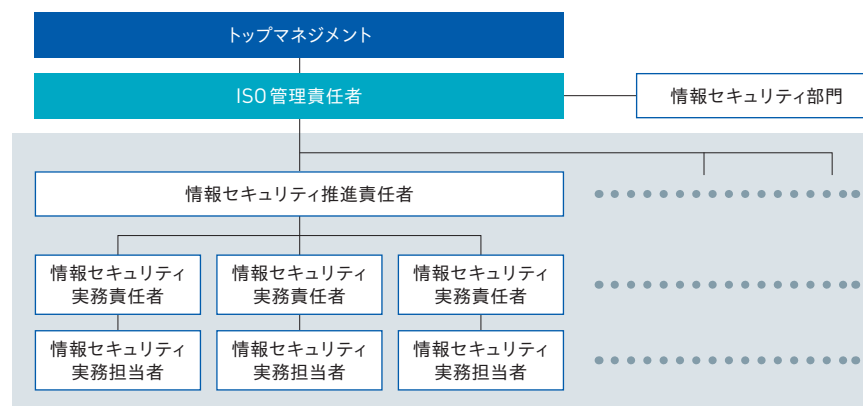 トップマネジメント
ISO管理責任者
情報セキュリティ部門
情報セキュリティ推進責任者
情報セキュリティ
実務責任者
情報セキュリティ
実務責任者
情報セキュリティ
実務責任者
情報セキュリティ
実務担当者
情報セキュリティ
実務担当者
情報セキュリティ
実務担当者